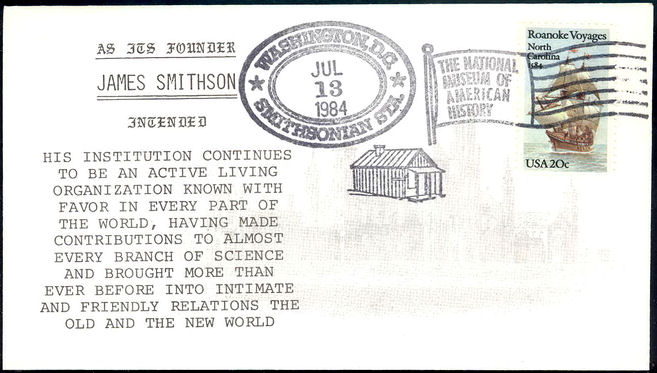 AS ITS FOUNDER
JAMES SMITHSON
INTENDED
HIS INSTITUTION CONTINUES
TO BE AN ACTIVE LIVING
ORGANIZATION KNOWN WITH
FAVOR IN EVERY PART OF
THE WORLD, HAVING MADE
CONTRIBUTIONS TO ALMOST
EVERY BRANCH OF SCIENCE
AND BROUGHT MORE THAN
EVER BEFORE INTO INTIMATE
AND FRIENDLY RELATIONS THE
OLD AND THE NEW WORLD
WASHINGTON, D.C.
JUL
13
1984
SMITHSONIAN STA.
THE NATIONAL
MUSEUM OF
AMERICAN
HISTORY
Roanoke Voyages
North
Carolina
1584
USA 20c